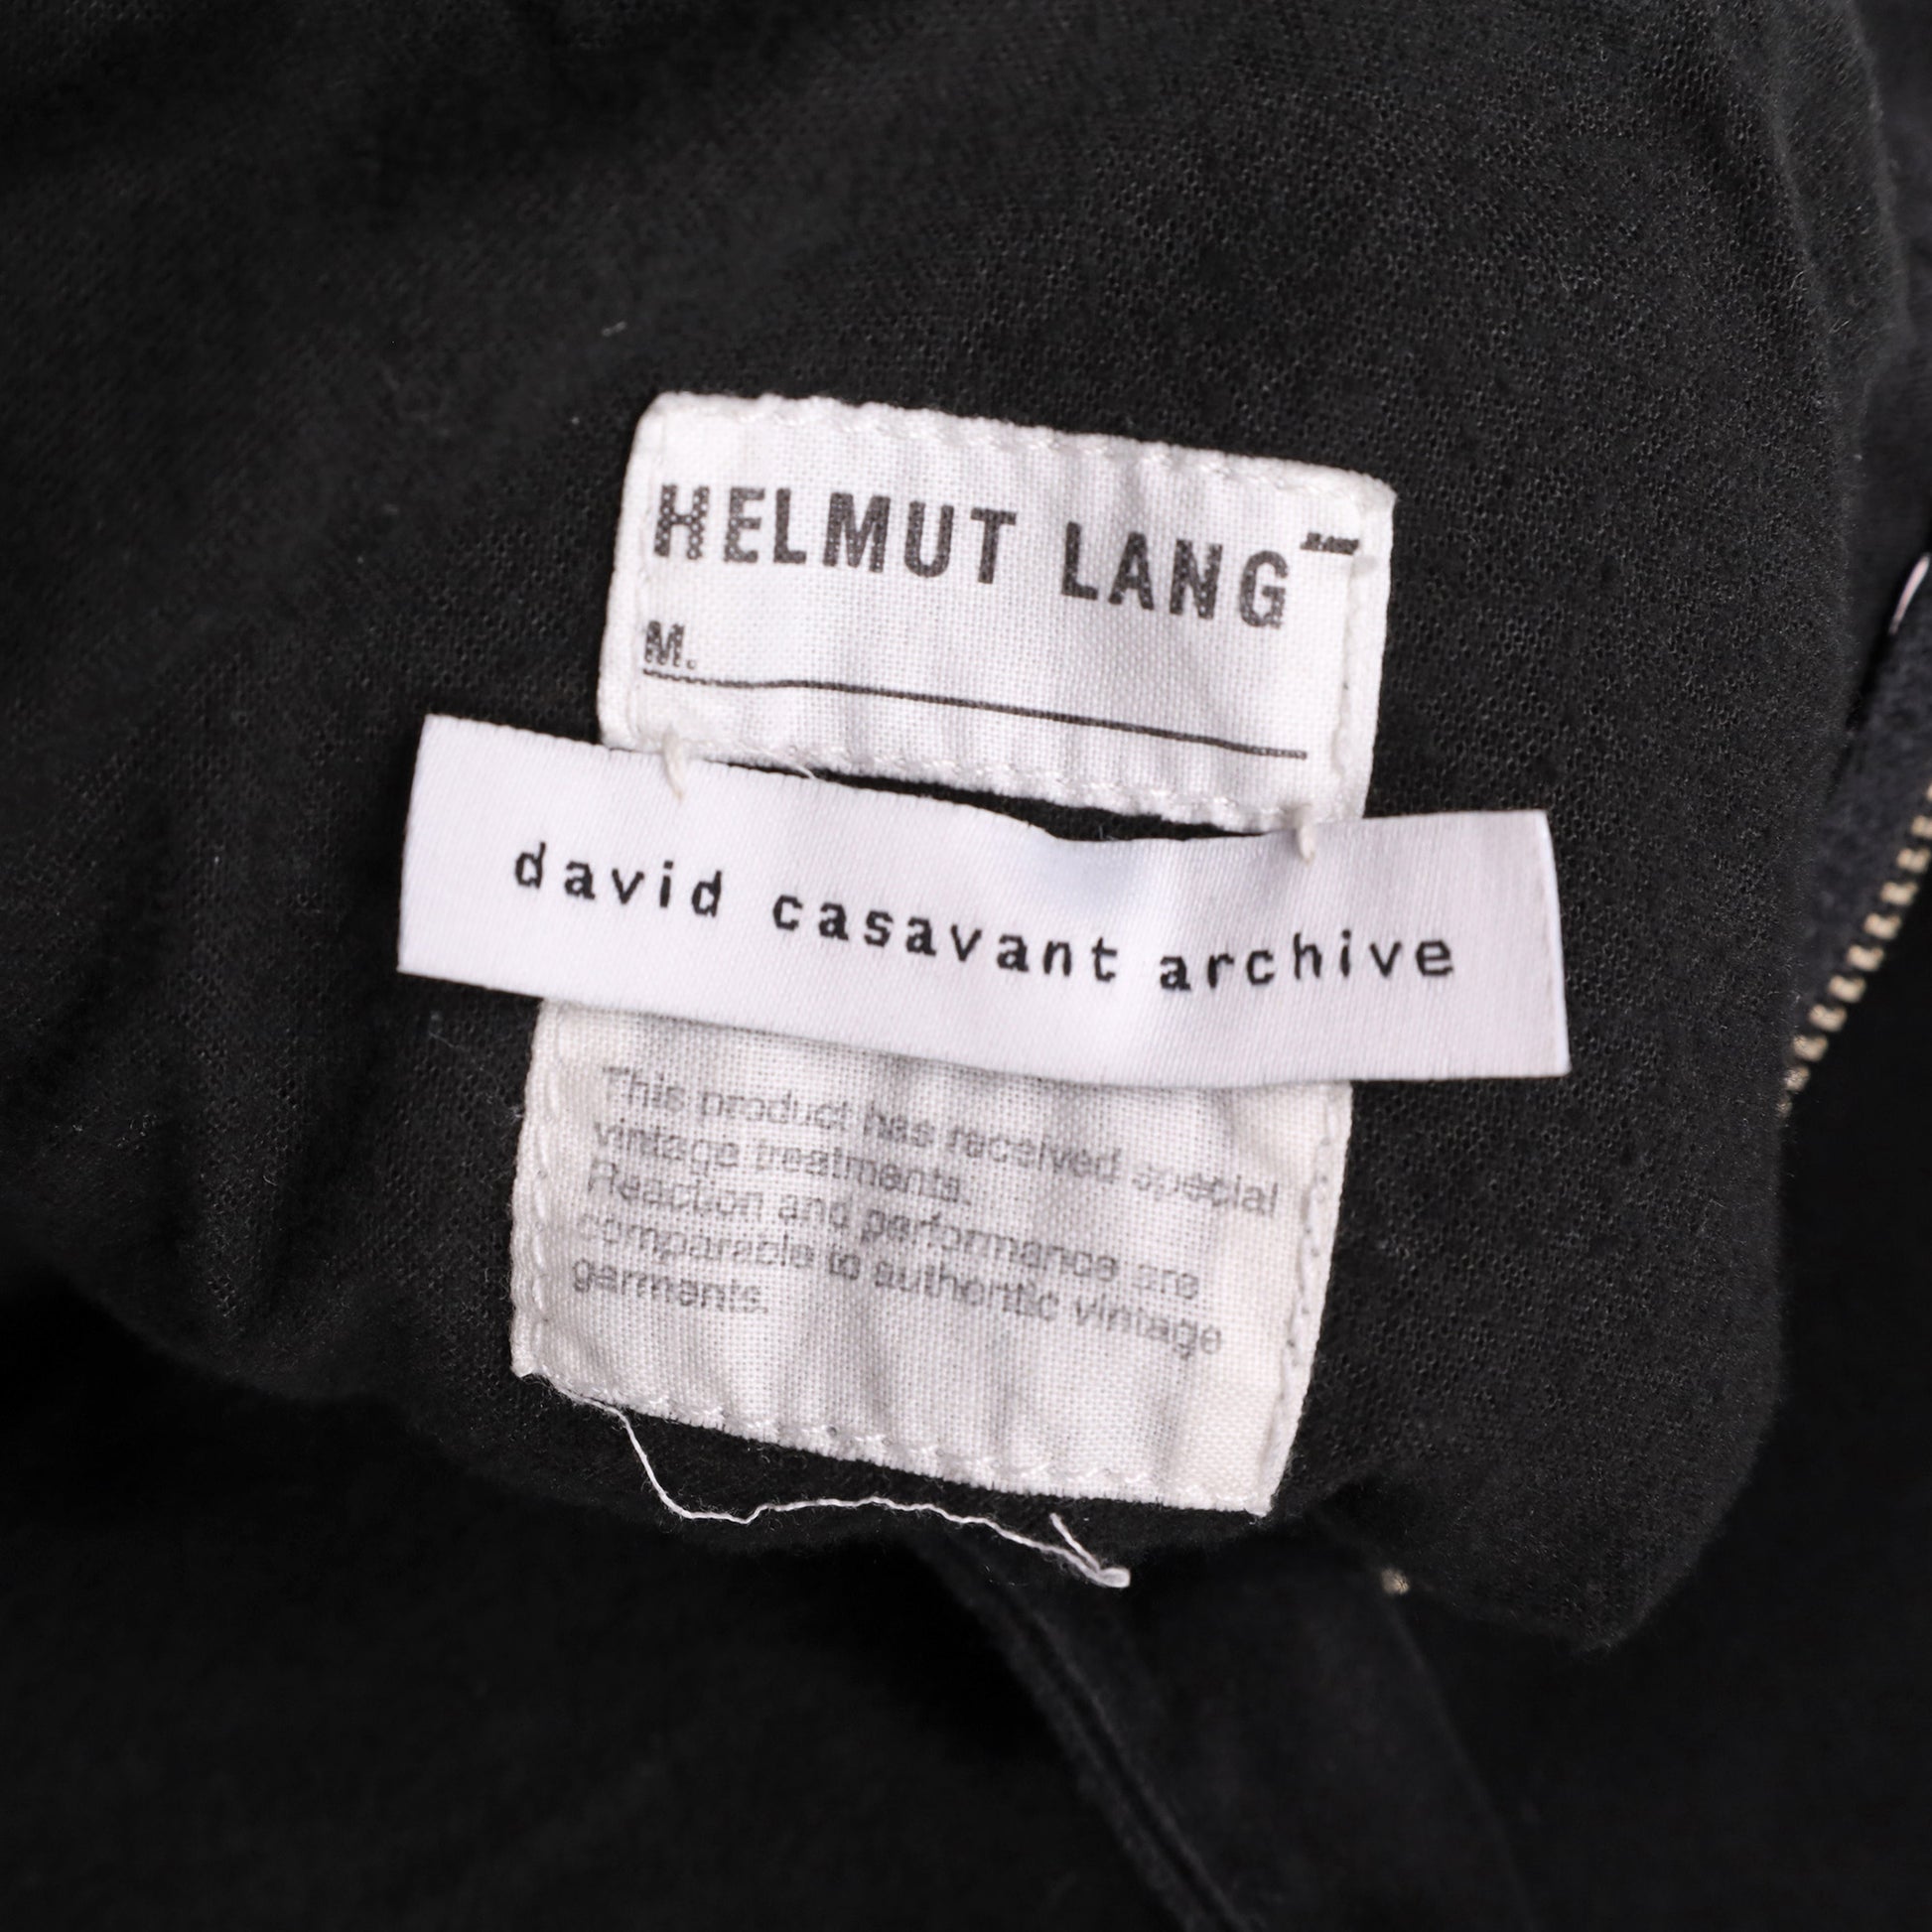 HELMUT LANG JEANS
M.
david casavant archive
This product has received special
vintage treatments.
Reaction and performance are
comparable to authentic vintage
garments.